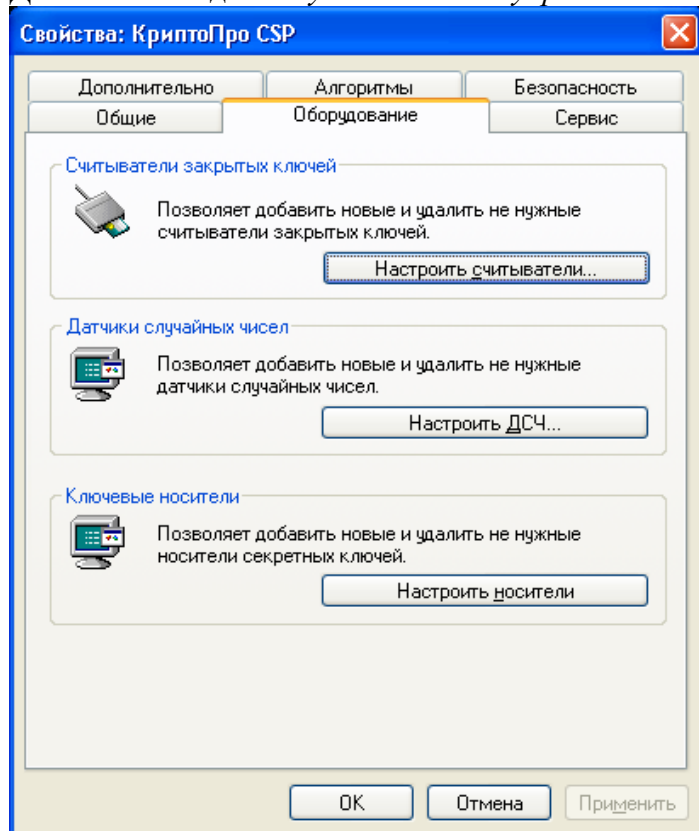 Свойства: КриптоПро CSP
Дополнительно Алгоритмы Безопасность
Общие Оборудование Сервис
Считыватели закрытых ключей
Позволяет добавить новые и удалить не нужные
считыватели закрытых ключей.
Настроить считыватели...
Датчики случайных чисел
Позволяет добавить новые и удалить не нужные
датчики случайных чисел.
Настроить ДСЧ...
Ключевые носители
Позволяет добавить новые и удалить не нужные
носители секретных ключей.
Настроить носители
ОК Отмена Применить